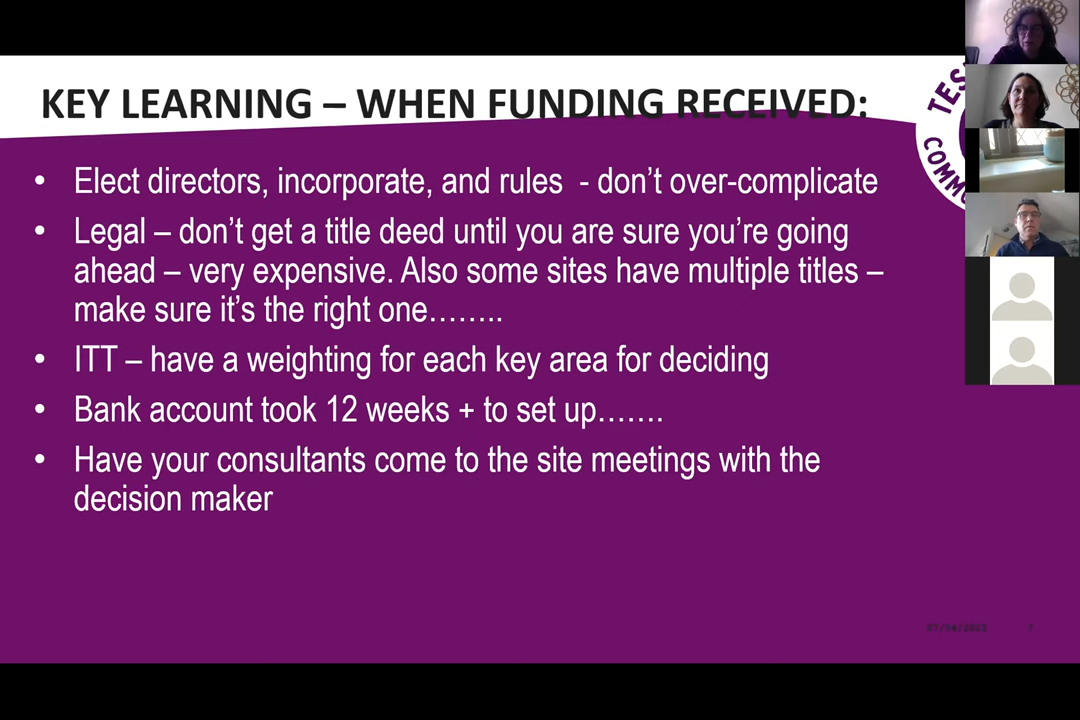 KEY LEARNING – WHEN FUNDING RECEIVED:
• Elect directors, incorporate, and rules  - don’t over-complicate
• Legal – don’t get a title deed until you are sure you’re going
ahead – very expensive. Also some sites have multiple titles –
make sure it’s the right one……..
• ITT – have a weighting for each key area for deciding
• Bank account took 12 weeks + to set up…….
• Have your consultants come to the site meetings with the
decision maker